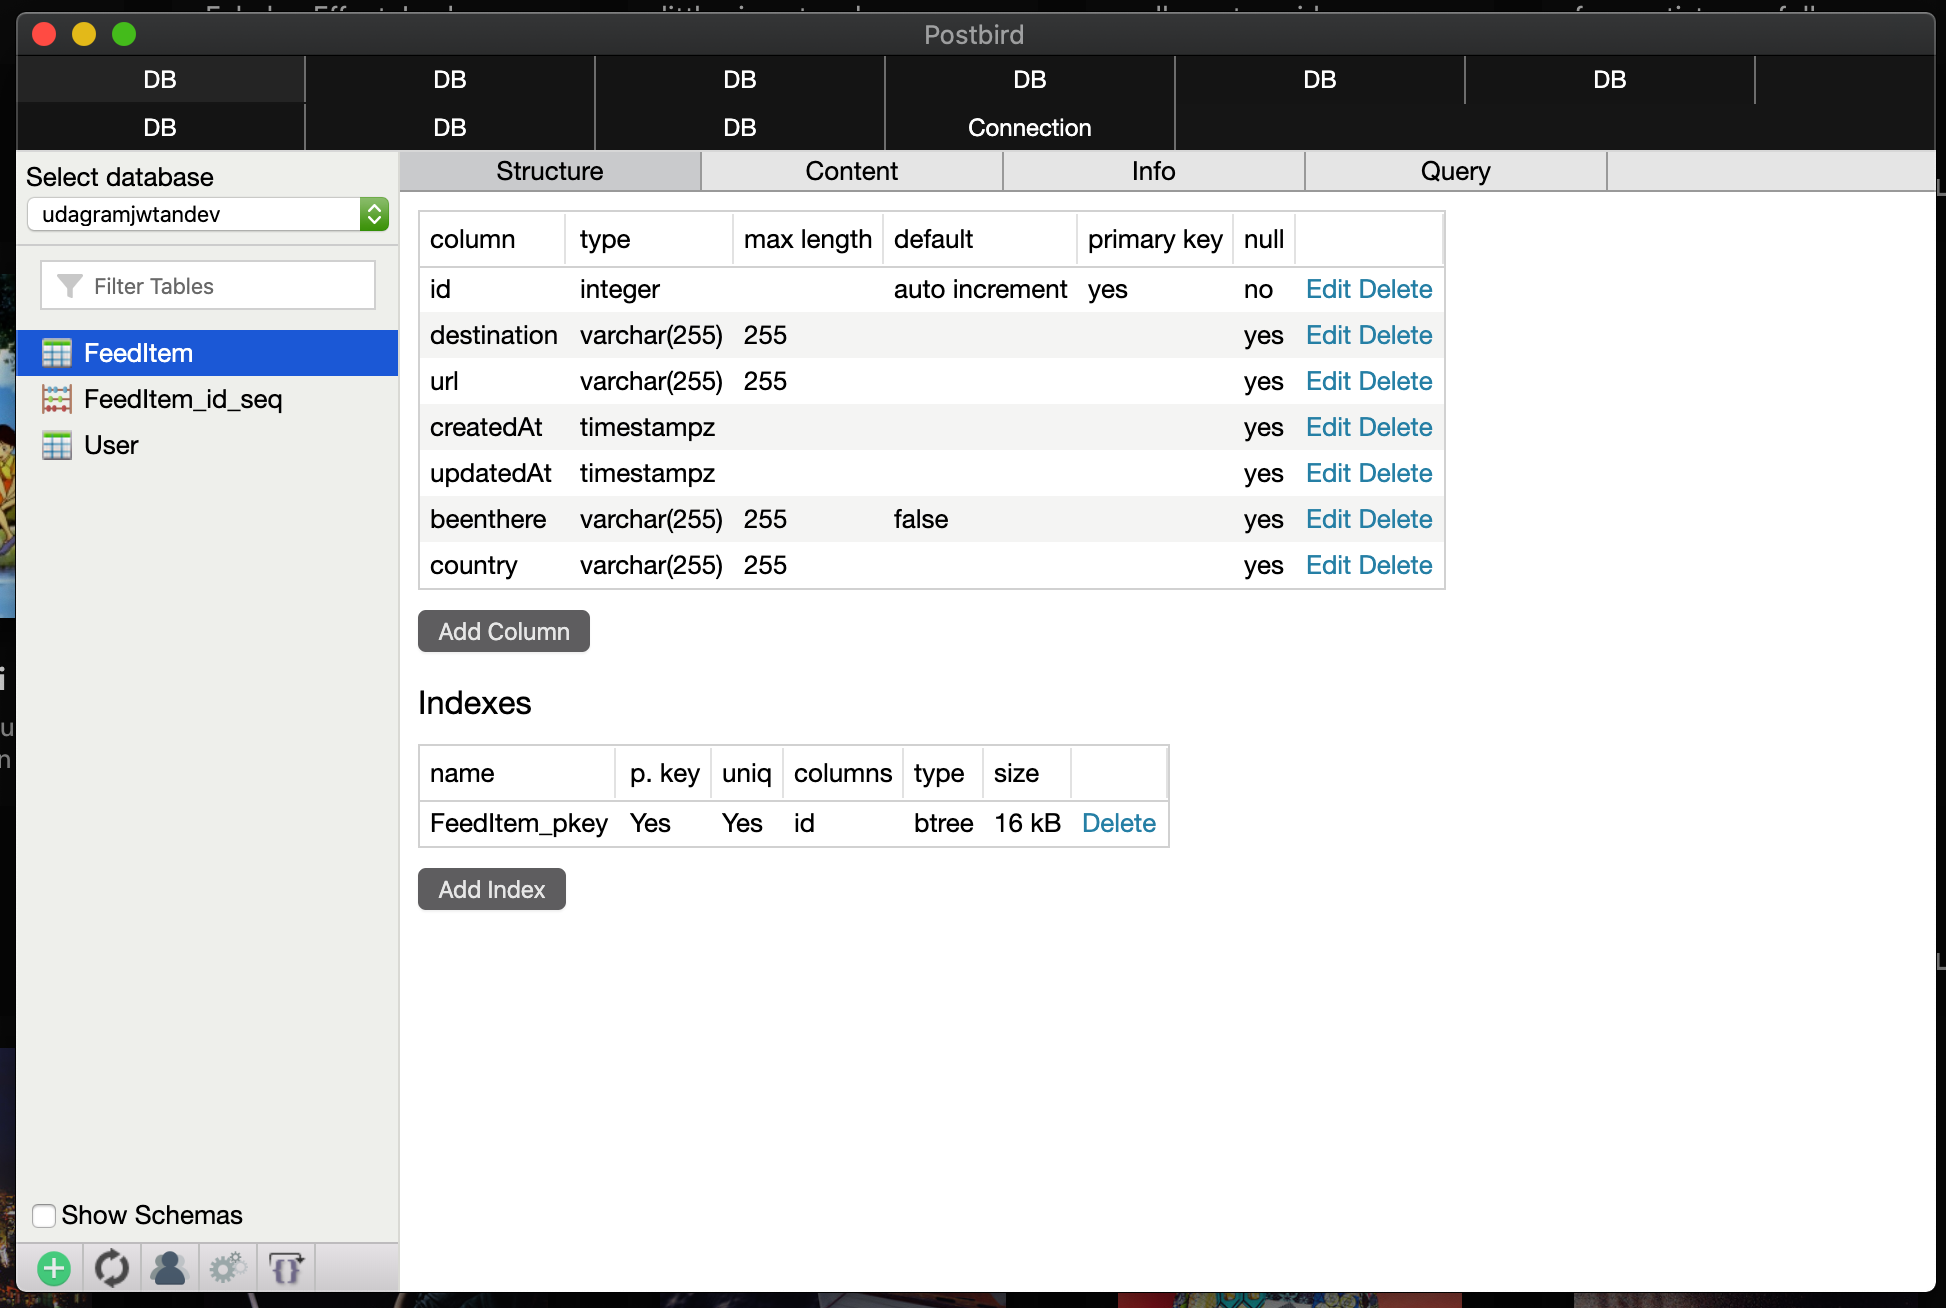 Postbird
DB DB DB DB DB DB
DB DB DB Connection
Select database
udagramjwtandev
Filter Tables
FeedItem
FeedItem_id_seq
User
Show Schemas
Structure Content Info Query
column type max length default primary key null
id integer auto increment yes no Edit Delete
destination varchar(255) 255 yes Edit Delete
url varchar(255) 255 yes Edit Delete
createdAt timestampz yes Edit Delete
updatedAt timestampz yes Edit Delete
beenthere varchar(255) 255 false yes Edit Delete
country varchar(255) 255 yes Edit Delete
Add Column
Indexes
name p. key uniq columns type size
FeedItem_pkey Yes Yes id btree 16 kB Delete
Add Index